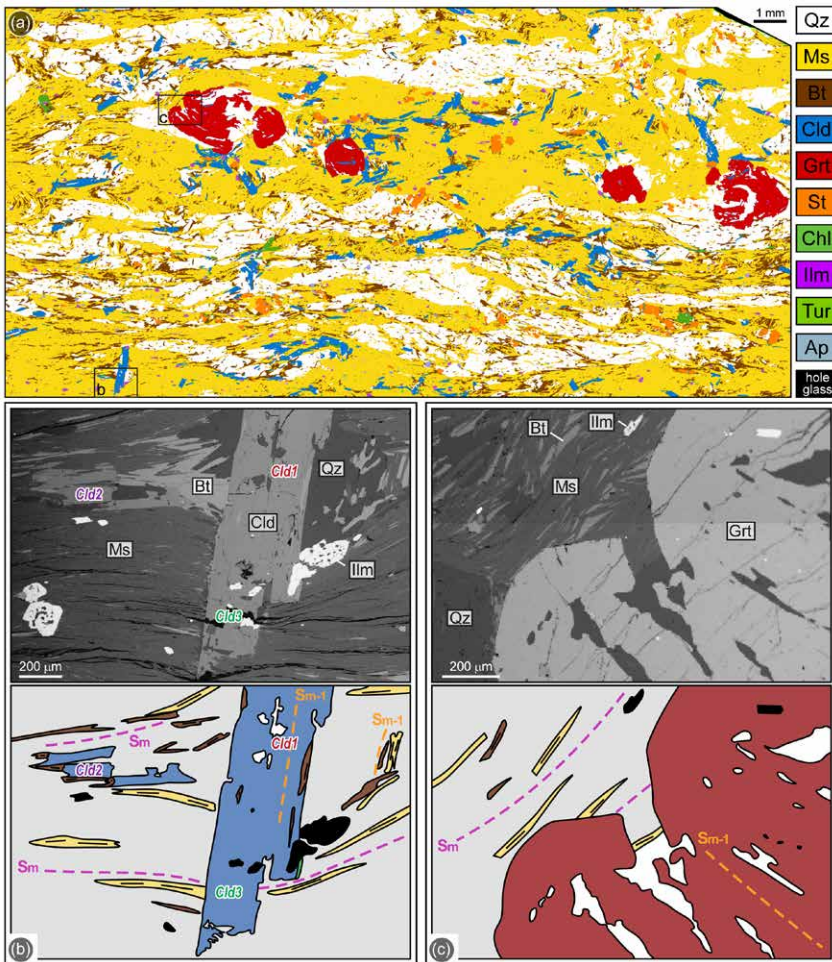 (a)
1 mm
Qz
Ms
Bt
Cld
Grt
St
Chl
Ilm
Tur
Ap
hole
glass
c
b
Bt
Cld1
Qz
Cld2
Cld
Ms
Ilm
Cld3
200 µm
Bt
Ilm
Ms
Grt
Qz
200 µm
Sm-1
Sm
Cld1
Sm-1
Cld2
Sm
Cld3
(b)
Sm
Sm-1
(c)